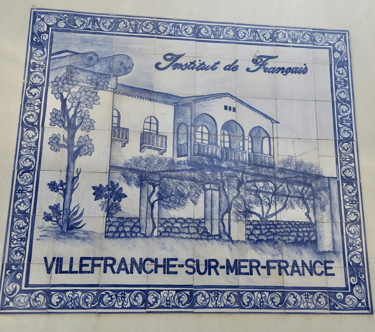 Institut de Français
VILLEFRANCHE-SUR-MER-FRANCE